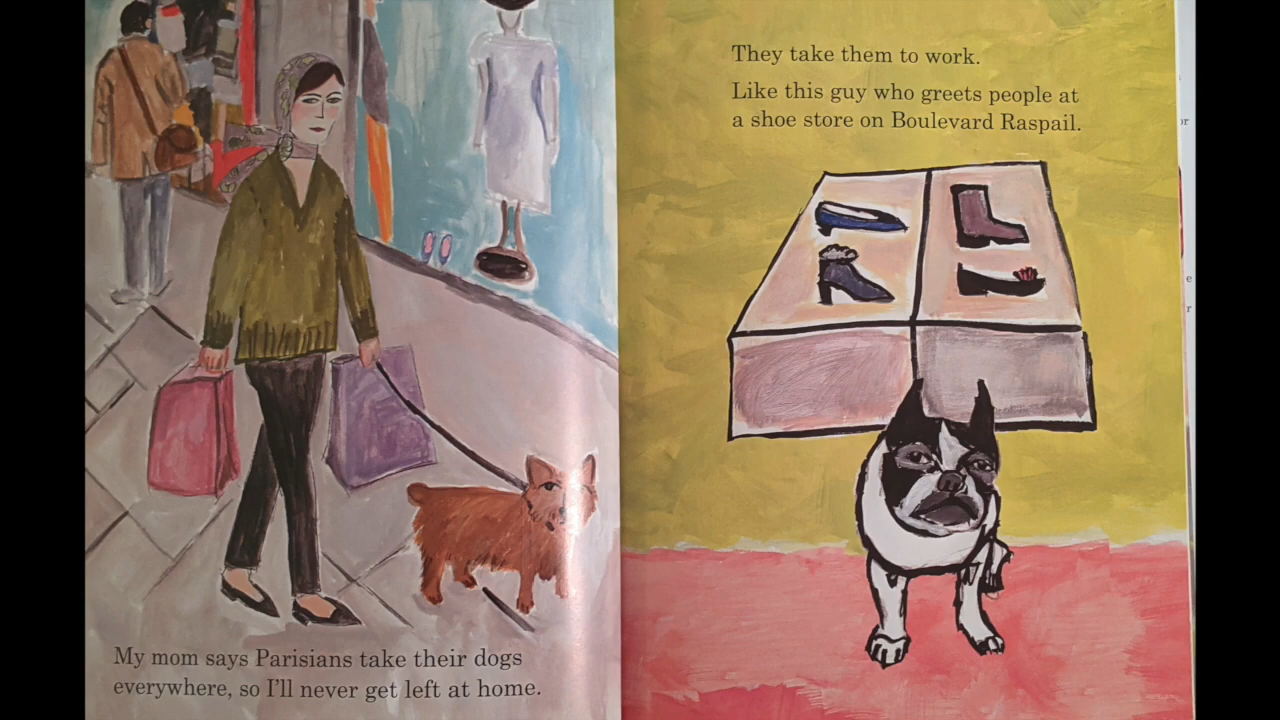 My mom says Parisians take their dogs
everywhere, so I'll never get left at home.
They take them to work.
Like this guy who greets people at
a shoe store on Boulevard Raspail.